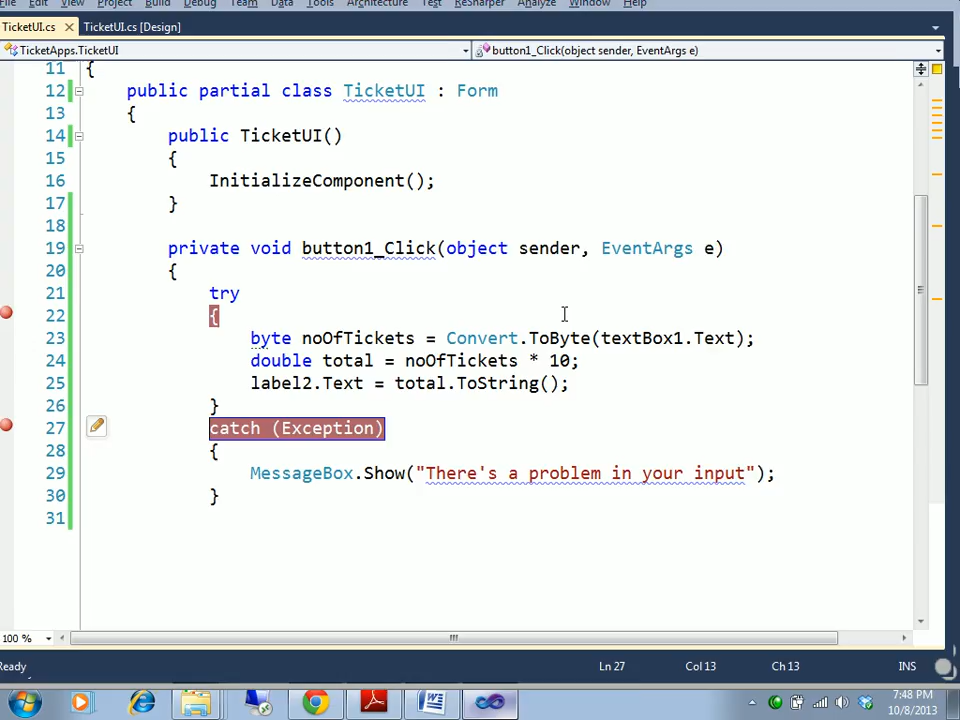 File Edit View Project Build Debug Team Data Tools Architecture Test ReSharper Analyze Window Help
TicketUI.cs TicketUI.cs [Design]
TicketApps.TicketUI button1_Click(object sender, EventArgs e)
11 {
12 public partial class TicketUI : Form
13 {
14 public TicketUI()
15 {
16 InitializeComponent();
17 }
18
19 private void button1_Click(object sender, EventArgs e)
20 {
21 try
22 {
23 byte noOfTickets = Convert.ToByte(textBox1.Text);
24 double total = noOfTickets * 10;
25 label2.Text = total.ToString();
26 }
27 catch (Exception)
28 {
29 MessageBox.Show("There's a problem in your input");
30 }
31
100 %
Ready Ln 27 Col 13 Ch 13 INS
7:48 PM
10/8/2013